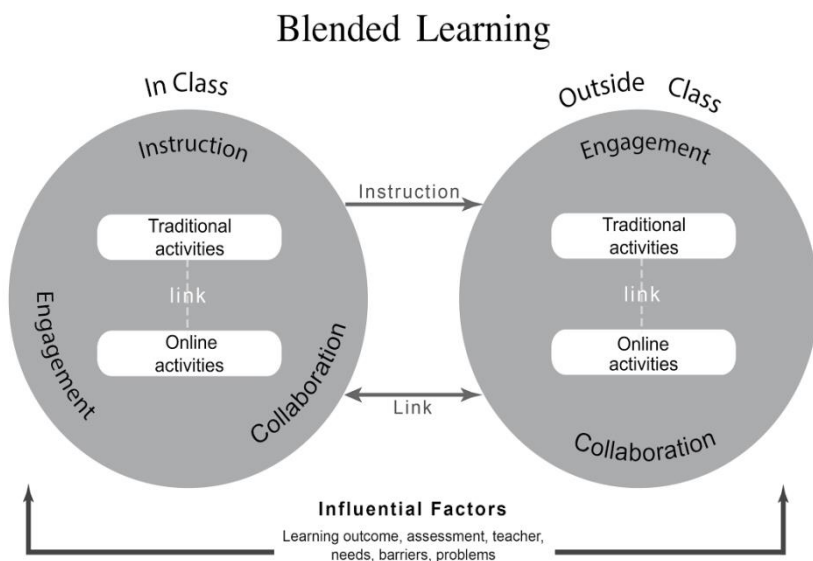 Blended Learning
In Class
Instruction
Traditional
activities
link
Online
activities
Engagement
Collaboration
Instruction
Link
Outside Class
Engagement
Traditional
activities
link
Online
activities
Collaboration
Influential Factors
Learning outcome, assessment, teacher,
needs, barriers, problems